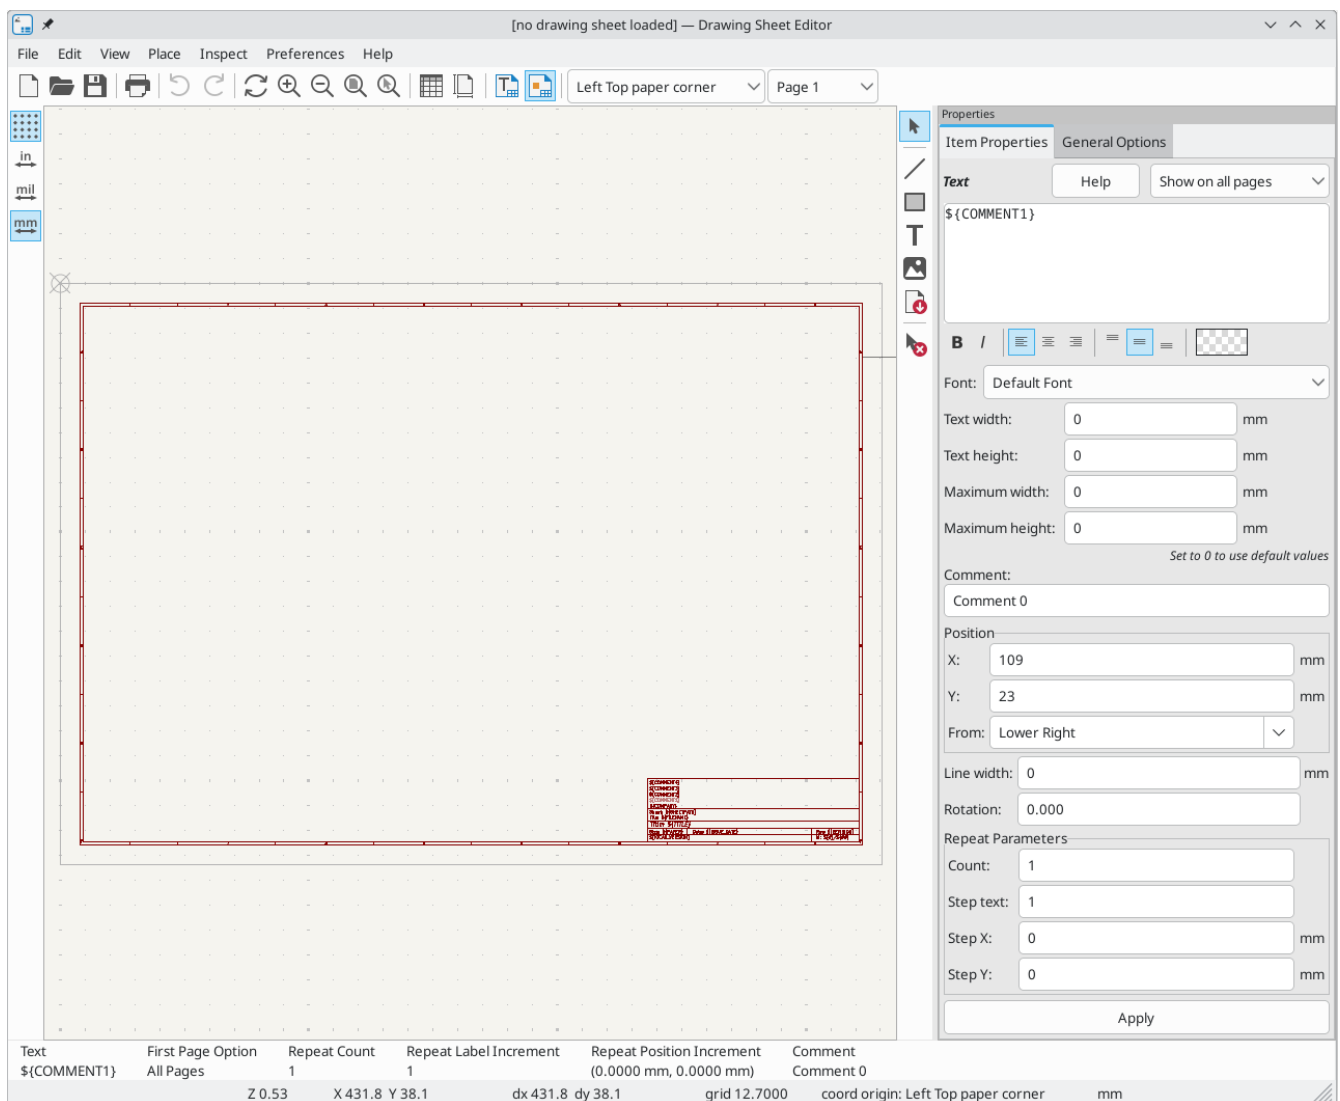 [no drawing sheet loaded] — Drawing Sheet Editor
File Edit View Place Inspect Preferences Help
Left Top paper corner Page 1
in
mil
mm
Properties
Item Properties General Options
Text Help Show on all pages
${COMMENT1}
B I
Font: Default Font
Text width: 0 mm
Text height: 0 mm
Maximum width: 0 mm
Maximum height: 0 mm
Set to 0 to use default values
Comment:
Comment 0
Position
X: 109 mm
Y: 23 mm
From: Lower Right
Line width: 0 mm
Rotation: 0.000
Repeat Parameters
Count: 1
Step text: 1
Step X: 0 mm
Step Y: 0 mm
Apply
Text First Page Option Repeat Count Repeat Label Increment Repeat Position Increment Comment
${COMMENT1} All Pages 1 1 (0.0000 mm, 0.0000 mm) Comment 0
Z 0.53 X 431.8 Y 38.1 dx 431.8 dy 38.1 grid 12.7000 coord origin: Left Top paper corner mm